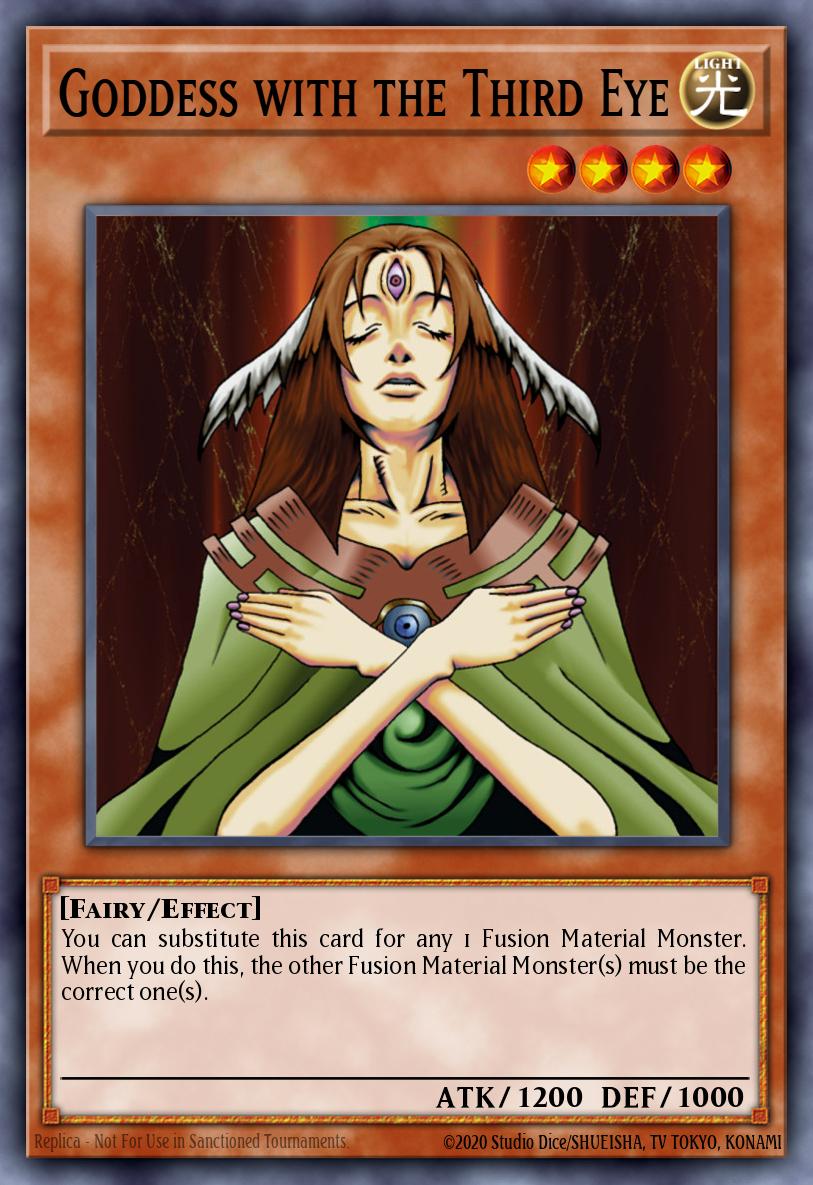 Goddess with the Third Eye
LIGHT
光
[Fairy/Effect]
You can substitute this card for any 1 Fusion Material Monster.
When you do this, the other Fusion Material Monster(s) must be the
correct one(s).
ATK/1200 DEF/1000
Replica - Not For Use in Sanctioned Tournaments.
©2020 Studio Dice/SHUEISHA, TV TOKYO, KONAMI